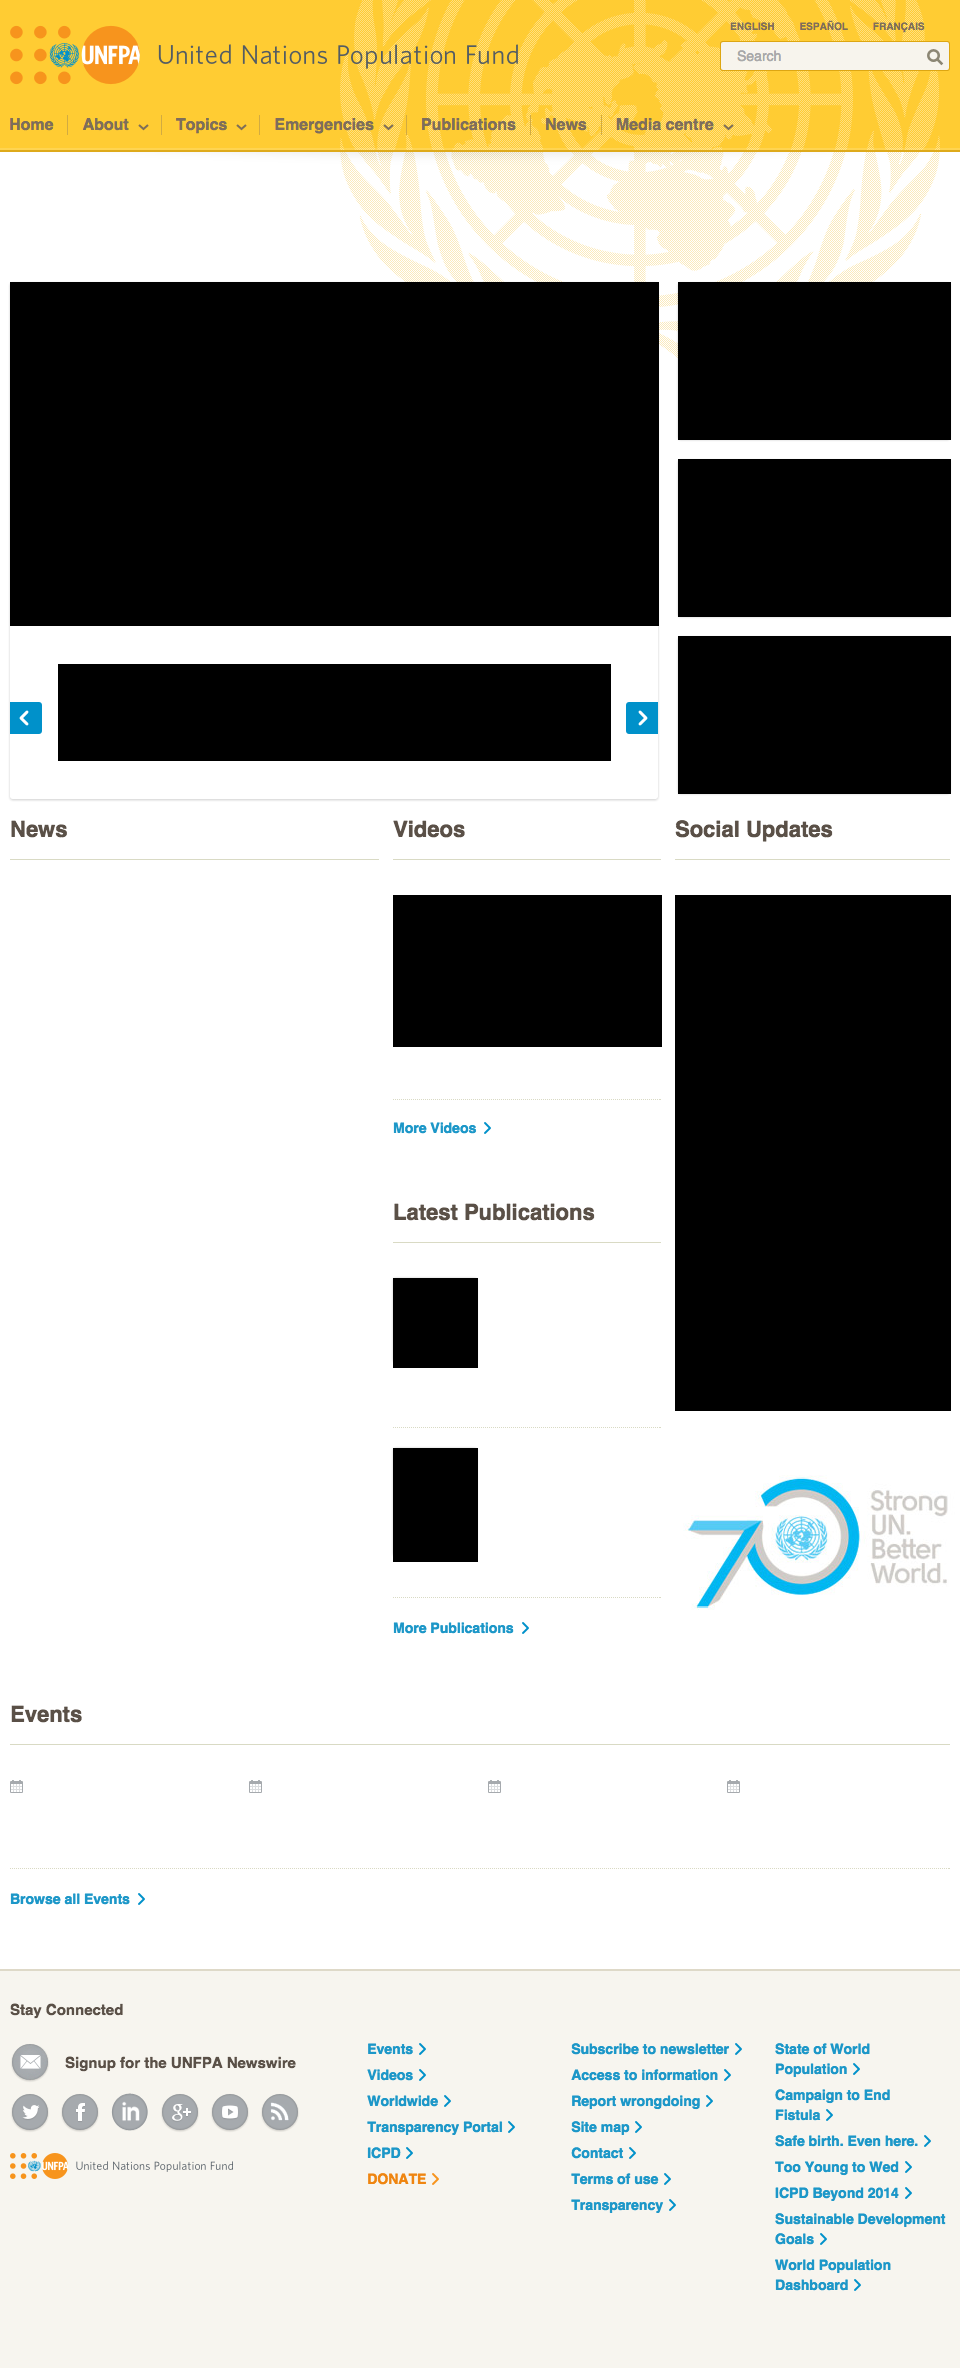 ENGLISH ESPAÑOL FRANÇAIS
UNFPA United Nations Population Fund
Search
Home About Topics Emergencies Publications News Media centre
News
Videos
Social Updates
More Videos
Latest Publications
Strong
UN.
Better
World.
70
More Publications
Events
Browse all Events
Stay Connected
Signup for the UNFPA Newswire
UNFPA United Nations Population Fund
Events
Videos
Worldwide
Transparency Portal
ICPD
DONATE
Subscribe to newsletter
Access to information
Report wrongdoing
Site map
Contact
Terms of use
Transparency
State of World
Population
Campaign to End
Fistula
Safe birth. Even here.
Too Young to Wed
ICPD Beyond 2014
Sustainable Development
Goals
World Population
Dashboard